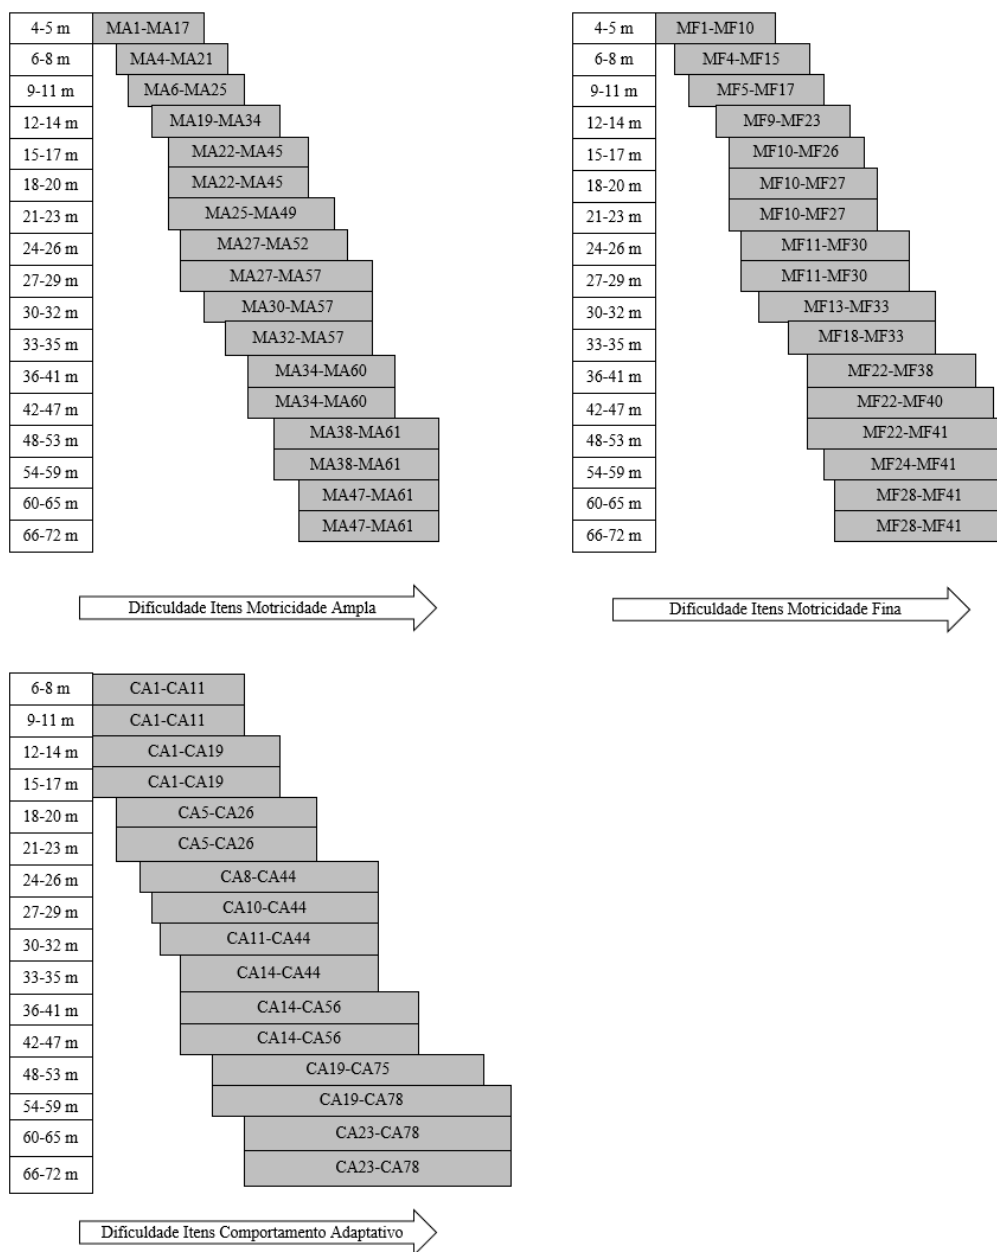 4-5 m MA1-MA17
6-8 m MA4-MA21
9-11 m MA6-MA25
12-14 m MA19-MA34
15-17 m MA22-MA45
18-20 m MA22-MA45
21-23 m MA25-MA49
24-26 m MA27-MA52
27-29 m MA27-MA57
30-32 m MA30-MA57
33-35 m MA32-MA57
36-41 m MA34-MA60
42-47 m MA34-MA60
48-53 m MA38-MA61
54-59 m MA38-MA61
60-65 m MA47-MA61
66-72 m MA47-MA61
Dificuldade Itens Motricidade Ampla
4-5 m MF1-MF10
6-8 m MF4-MF15
9-11 m MF5-MF17
12-14 m MF9-MF23
15-17 m MF10-MF26
18-20 m MF10-MF27
21-23 m MF10-MF27
24-26 m MF11-MF30
27-29 m MF11-MF30
30-32 m MF13-MF33
33-35 m MF18-MF33
36-41 m MF22-MF38
42-47 m MF22-MF40
48-53 m MF22-MF41
54-59 m MF24-MF41
60-65 m MF28-MF41
66-72 m MF28-MF41
Dificuldade Itens Motricidade Fina
6-8 m CA1-CA11
9-11 m CA1-CA11
12-14 m CA1-CA19
15-17 m CA1-CA19
18-20 m CA5-CA26
21-23 m CA5-CA26
24-26 m CA8-CA44
27-29 m CA10-CA44
30-32 m CA11-CA44
33-35 m CA14-CA44
36-41 m CA14-CA56
42-47 m CA14-CA56
48-53 m CA19-CA75
54-59 m CA19-CA78
60-65 m CA23-CA78
66-72 m CA23-CA78
Dificuldade Itens Comportamento Adaptativo